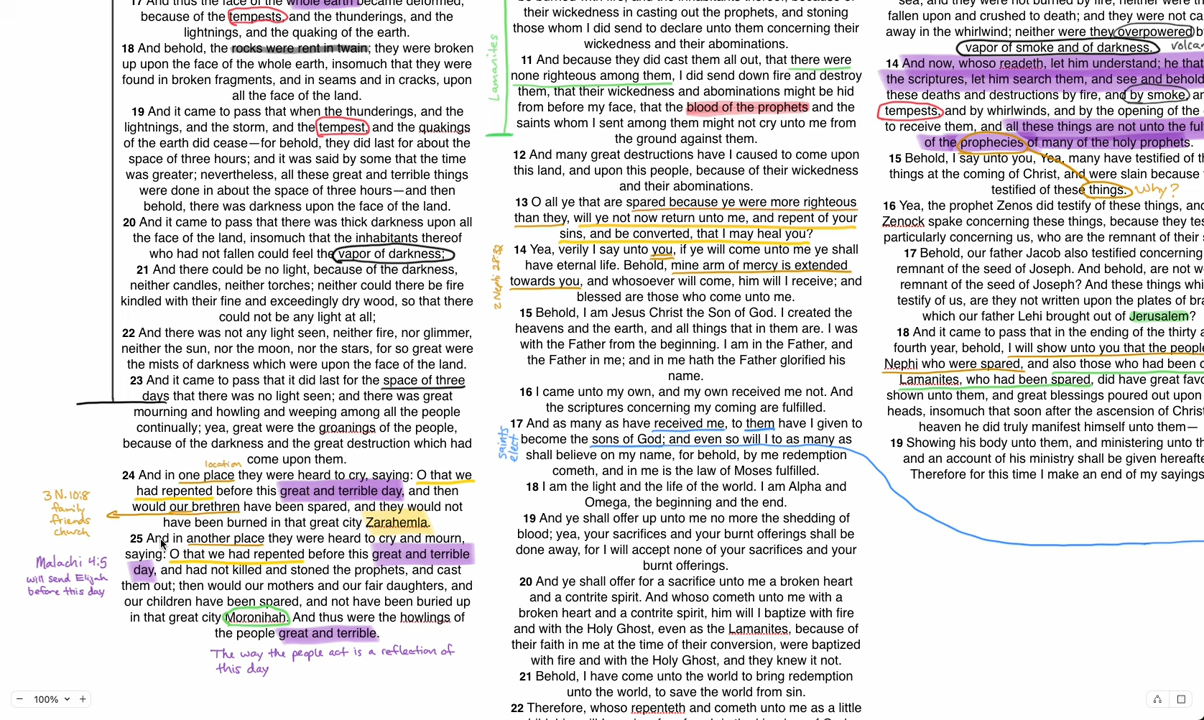 17 And thus the face of the whole earth became deformed,
because of the tempests, and the thunderings, and the
lightnings, and the quaking of the earth.
18 And behold, the rocks were rent in twain; they were broken
up upon the face of the whole earth, insomuch that they
were found in broken fragments, and in seams and in cracks, upon
all the face of the land.
19 And it came to pass that when the thunderings, and the
lightnings, and the storm, and the tempest, and the quakings
of the earth did cease—for behold, they did last for about the
space of three hours; and it was said by some that the time
was greater; nevertheless, all these great and terrible things
were done in about the space of three hours—and then
behold, there was darkness upon the face of the land.
20 And it came to pass that there was thick darkness upon all
the face of the land, insomuch that the inhabitants thereof
who had not fallen could feel the vapor of darkness;
21 And there could be no light, because of the darkness,
neither candles, neither torches; neither could there be fire
kindled with their fine and exceedingly dry wood, so that there
could not be any light at all;
22 And there was not any light seen, neither fire, nor glimmer,
neither the sun, nor the moon, nor the stars, for so great were
the mists of darkness which were upon the face of the land.
23 And it came to pass that it did last for the space of three
days that there was no light seen; and there was great
mourning and howling and weeping among all the people
continually; yea, great were the groanings of the people,
because of the darkness and the great destruction which had
come upon them.
location
24 And in one place they were heard to cry, saying: O that we
had repented before this great and terrible day, and then
would our brethren have been spared, and they would not
have been burned in that great city Zarahemla.
25 And in another place they were heard to cry and mourn,
saying: O that we had repented before this great and terrible
day, and had not killed and stoned the prophets, and cast
them out; then would our mothers and our fair daughters, and
our children have been spared, and not have been buried up
in that great city Moronihah. And thus were the howlings of
the people great and terrible.
The way the people act is a reflection of
this day
3 N. 10:8
family
friends
church
Malachi 4:5
will send Elijah
before this day
100%
Lamanites
their wickedness in casting out the prophets, and stoning
those whom I did send to declare unto them concerning their
wickedness and their abominations.
11 And because they did cast them all out, that there were
none righteous among them, I did send down fire and destroy
them, that their wickedness and abominations might be hid
from before my face, that the blood of the prophets and the
saints whom I sent among them might not cry unto me from
the ground against them.
12 And many great destructions have I caused to come upon
this land, and upon this people, because of their wickedness
and their abominations.
13 O all ye that are spared because ye were more righteous
than they, will ye not now return unto me, and repent of your
sins, and be converted, that I may heal you?
14 Yea, verily I say unto you, if ye will come unto me ye shall
have eternal life. Behold, mine arm of mercy is extended
towards you, and whosoever will come, him will I receive; and
blessed are those who come unto me.
2 Nephi 28:32
15 Behold, I am Jesus Christ the Son of God. I created the
heavens and the earth, and all things that in them are. I was
with the Father from the beginning. I am in the Father, and
the Father in me; and in me hath the Father glorified his
name.
16 I came unto my own, and my own received me not. And
the scriptures concerning my coming are fulfilled.
17 And as many as have received me, to them have I given to
become the sons of God; and even so will I to as many as
shall believe on my name, for behold, by me redemption
cometh, and in me is the law of Moses fulfilled.
saints
elect
18 I am the light and the life of the world. I am Alpha and
Omega, the beginning and the end.
19 And ye shall offer up unto me no more the shedding of
blood; yea, your sacrifices and your burnt offerings shall be
done away, for I will accept none of your sacrifices and your
burnt offerings.
20 And ye shall offer for a sacrifice unto me a broken heart
and a contrite spirit. And whoso cometh unto me with a
broken heart and a contrite spirit, him will I baptize with fire
and with the Holy Ghost, even as the Lamanites, because of
their faith in me at the time of their conversion, were baptized
with fire and with the Holy Ghost, and they knew it not.
21 Behold, I have come unto the world to bring redemption
unto the world, to save the world from sin.
22 Therefore, whoso repenteth and cometh unto me as a little
fallen upon and crushed to death; and they were not ca
away in the whirlwind; neither were they overpowered b
vapor of smoke and of darkness.
14 And now, whoso readeth, let him understand; he that
the scriptures, let him search them, and see and behold
these deaths and destructions by fire, and by smoke, an
tempests, and by whirlwinds, and by the opening of the
to receive them, and all these things are not unto the ful
of the prophecies of many of the holy prophets.
15 Behold, I say unto you, Yea, many have testified of th
things at the coming of Christ, and were slain because
testified of these things. Why?
16 Yea, the prophet Zenos did testify of these things, and
Zenock spake concerning these things, because they tes
particularly concerning us, who are the remnant of their s
17 Behold, our father Jacob also testified concerning
remnant of the seed of Joseph. And behold, are not w
remnant of the seed of Joseph? And these things whi
testify of us, are they not written upon the plates of bra
which our father Lehi brought out of Jerusalem?
18 And it came to pass that in the ending of the thirty a
fourth year, behold, I will show unto you that the people
Nephi who were spared, and also those who had been c
Lamanites, who had been spared, did have great favo
shown unto them, and great blessings poured out upon
heads, insomuch that soon after the ascension of Chris
heaven he did truly manifest himself unto them—
19 Showing his body unto them, and ministering unto th
and an account of his ministry shall be given hereafte
Therefore for this time I make an end of my sayings